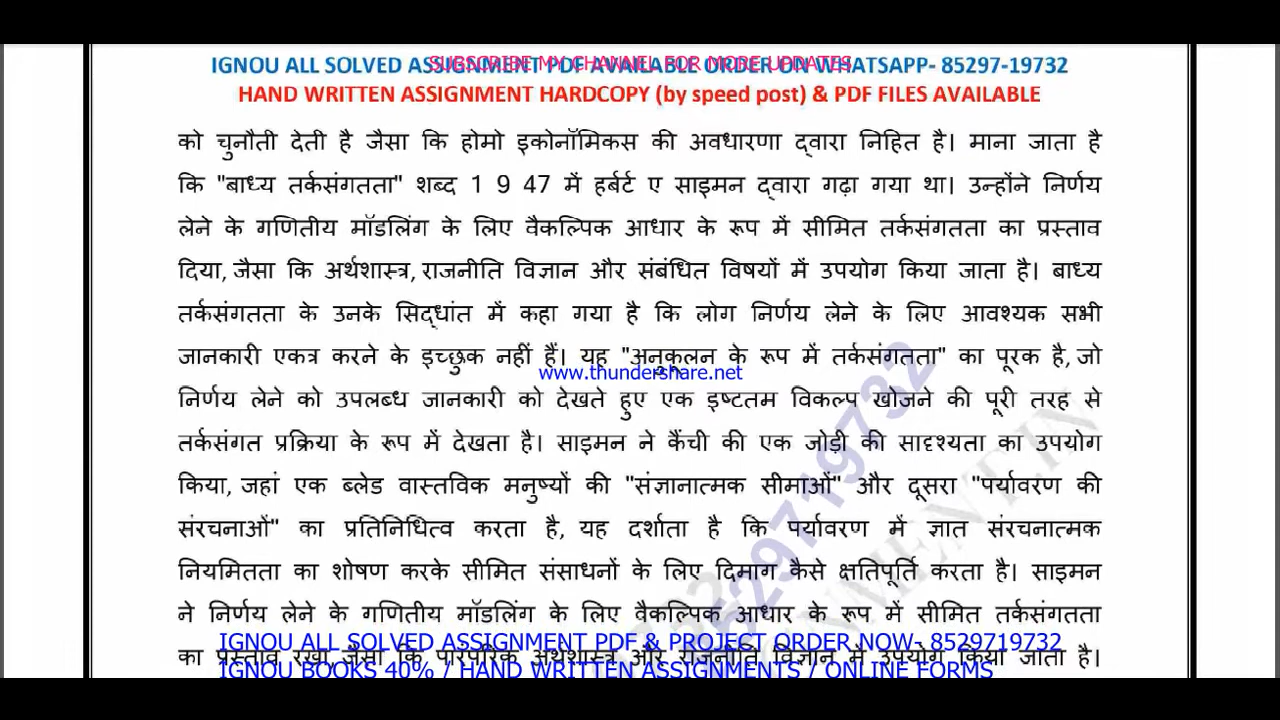 SUBSCRIBE MY CHANNEL FOR MORE UPDATES
IGNOU ALL SOLVED ASSIGNMENT PDF AVAILABLE ORDER ON WHATSAPP- 85297-19732
HAND WRITTEN ASSIGNMENT HARDCOPY (by speed post) & PDF FILES AVAILABLE
को चुनौती देती है जैसा कि होमो इकोनॉमिकस की अवधारणा द्वारा निहित है। माना जाता है
कि "बाध्य तर्कसंगतता" शब्द 1 9 47 में हर्बर्ट ए साइमन द्वारा गढ़ा गया था। उन्होंने निर्णय
लेने के गणितीय मॉडलिंग के लिए वैकल्पिक आधार के रूप में सीमित तर्कसंगतता का प्रस्ताव
दिया, जैसा कि अर्थशास्त्र, राजनीति विज्ञान और संबंधित विषयों में उपयोग किया जाता है। बाध्य
तर्कसंगतता के उनके सिद्धांत में कहा गया है कि लोग निर्णय लेने के लिए आवश्यक सभी
जानकारी एकत्र करने के इच्छुक नहीं हैं। यह "अनुकूलन के रूप में तर्कसंगतता" का पूरक है, जो
www.thundershare.net
निर्णय लेने को उपलब्ध जानकारी को देखते हुए एक इष्टतम विकल्प खोजने की पूरी तरह से
तर्कसंगत प्रक्रिया के रूप में देखता है। साइमन ने कैंची की एक जोड़ी की सादृश्यता का उपयोग
किया, जहां एक ब्लेड वास्तविक मनुष्यों की "संज्ञानात्मक सीमाओं" और दूसरा "पर्यावरण की
संरचनाओं" का प्रतिनिधित्व करता है, यह दर्शाता है कि पर्यावरण में ज्ञात संरचनात्मक
नियमितता का शोषण करके सीमित संसाधनों के लिए दिमाग कैसे क्षतिपूर्ति करता है। साइमन
ने निर्णय लेने के गणितीय मॉडलिंग के लिए वैकल्पिक आधार के रूप में सीमित तर्कसंगतता
IGNOU ALL SOLVED ASSIGNMENT PDF & PROJECT ORDER NOW- 8529719732
का प्रस्ताव रखा, जैसा कि पारंपरिक अर्थशास्त्र और राजनीति विज्ञान में उपयोग किया जाता है।
IGNOU BOOKS 40% / HAND WRITTEN ASSIGNMENTS / ONLINE FORMS
8529719732